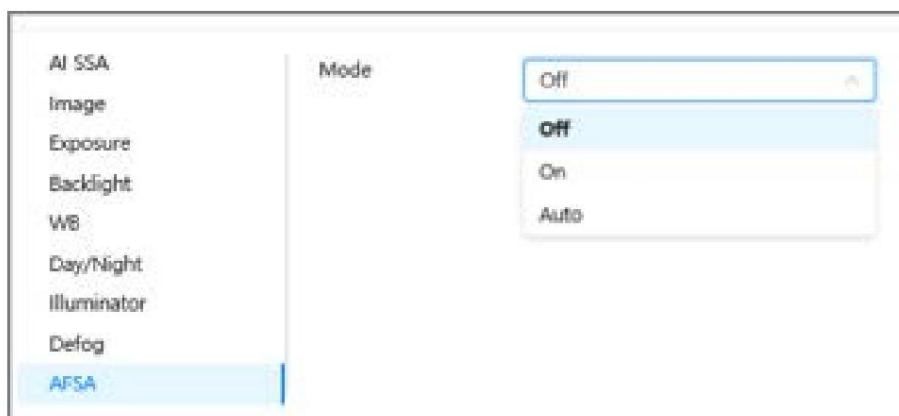 AI SSA
Image
Exposure
Backlight
WB
Day/Night
Illuminator
Defog
AFSA
Mode
Off
Off
On
Auto